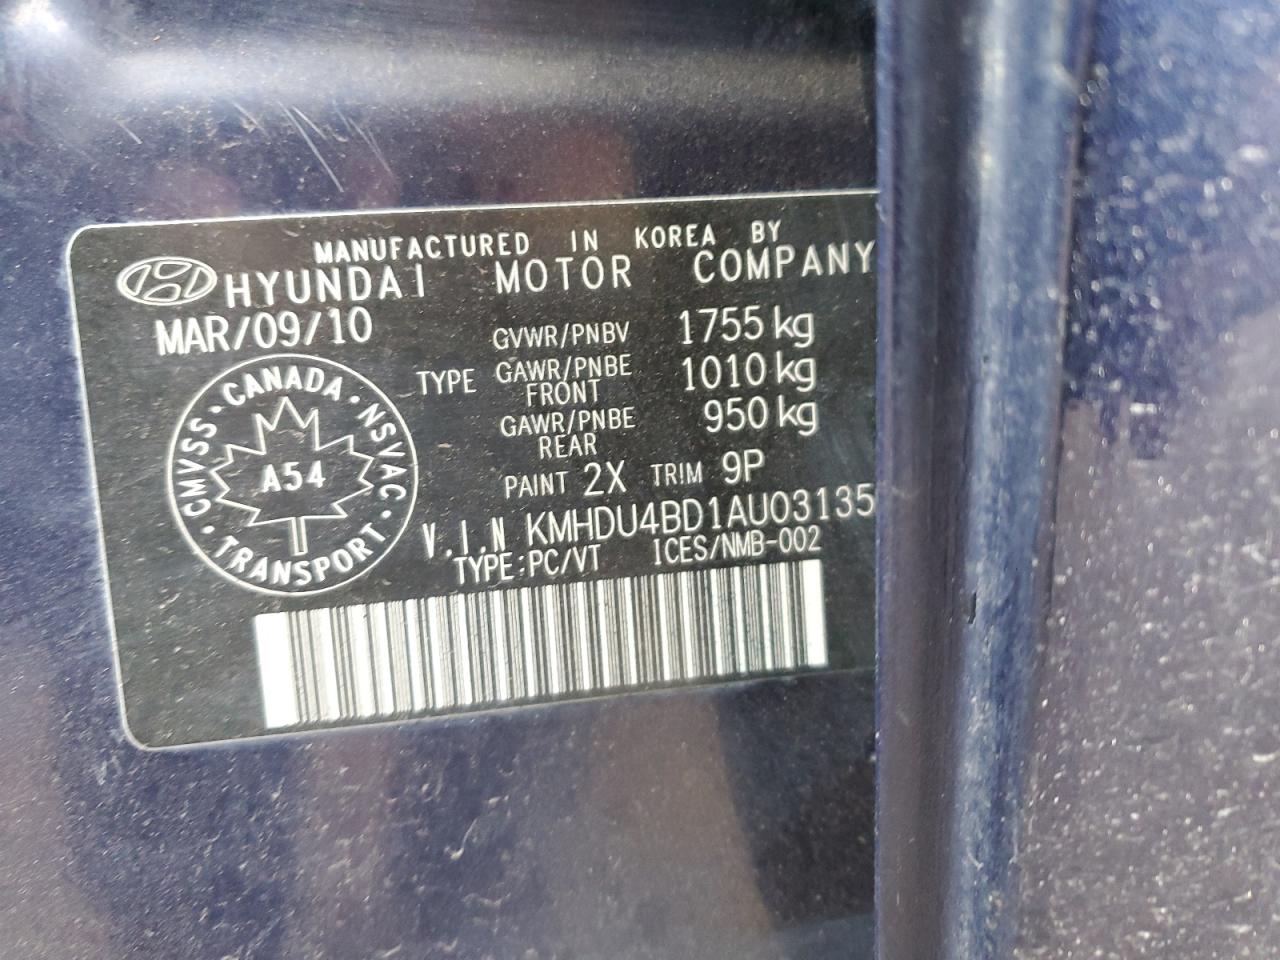 MANUFACTURED IN KOREA BY
HYUNDAI MOTOR COMPANY
MAR/09/10
GVWR/PNBV 1755 kg
TYPE GAWR/PNBE FRONT 1010 kg
GAWR/PNBE REAR 950 kg
PAINT 2X TRIM 9P
V.I.N KMHDU4BD1AU03135
TYPE:PC/VT ICES/NMB-002
CANADA · NSVAC · TRANSPORT · CMVSS ·
A54